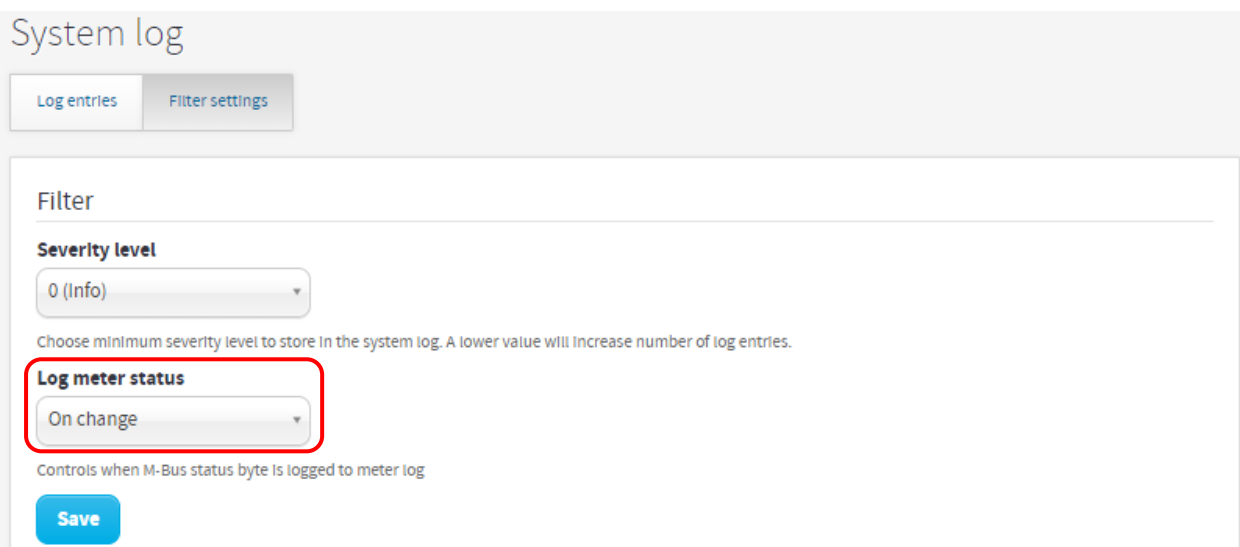 System log
Log entries
Filter settings
Filter
Severity level
0 (Info)
Choose minimum severity level to store in the system log. A lower value will increase number of log entries.
Log meter status
On change
Controls when M-Bus status byte is logged to meter log
Save